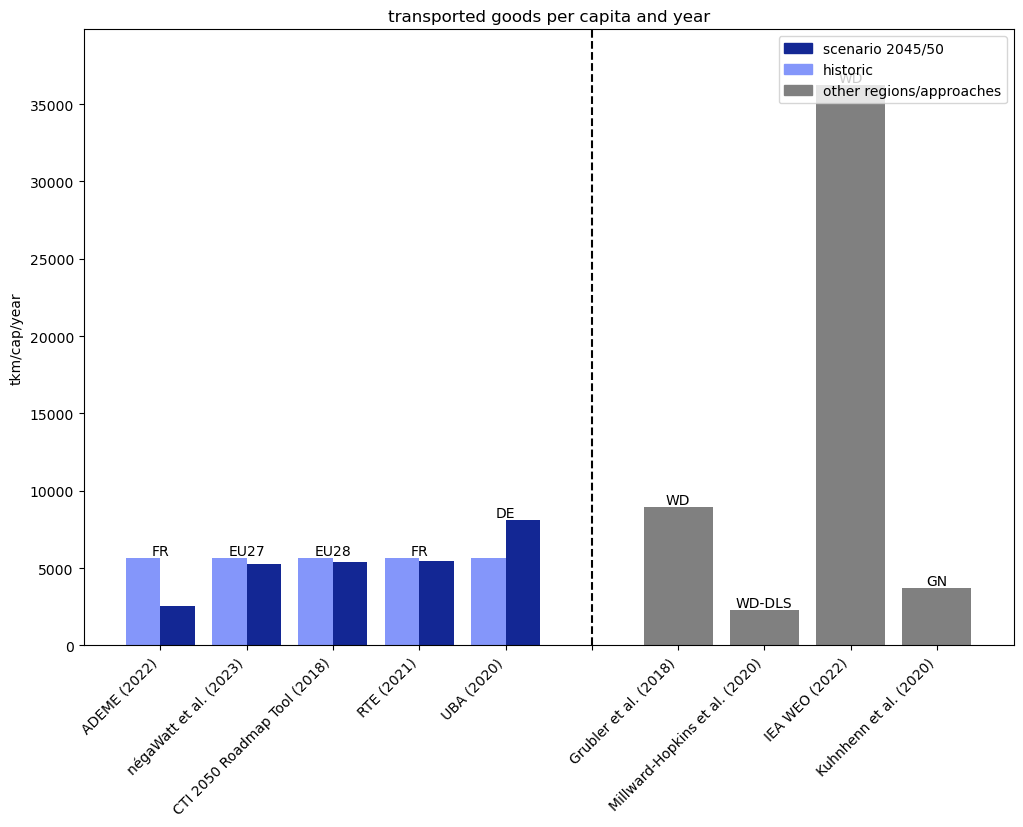 transported goods per capita and year
scenario 2045/50
historic
other regions/approaches
WD
tkm/cap/year
35000
30000
25000
20000
15000
10000
5000
0
FR
EU27
EU28
FR
DE
WD
WD-DLS
GN
ADEME (2022)
négaWatt et al. (2023)
CTI 2050 Roadmap Tool (2018)
RTE (2021)
UBA (2020)
Grubler et al. (2018)
Millward-Hopkins et al. (2020)
IEA WEO (2022)
Kuhnhenn et al. (2020)